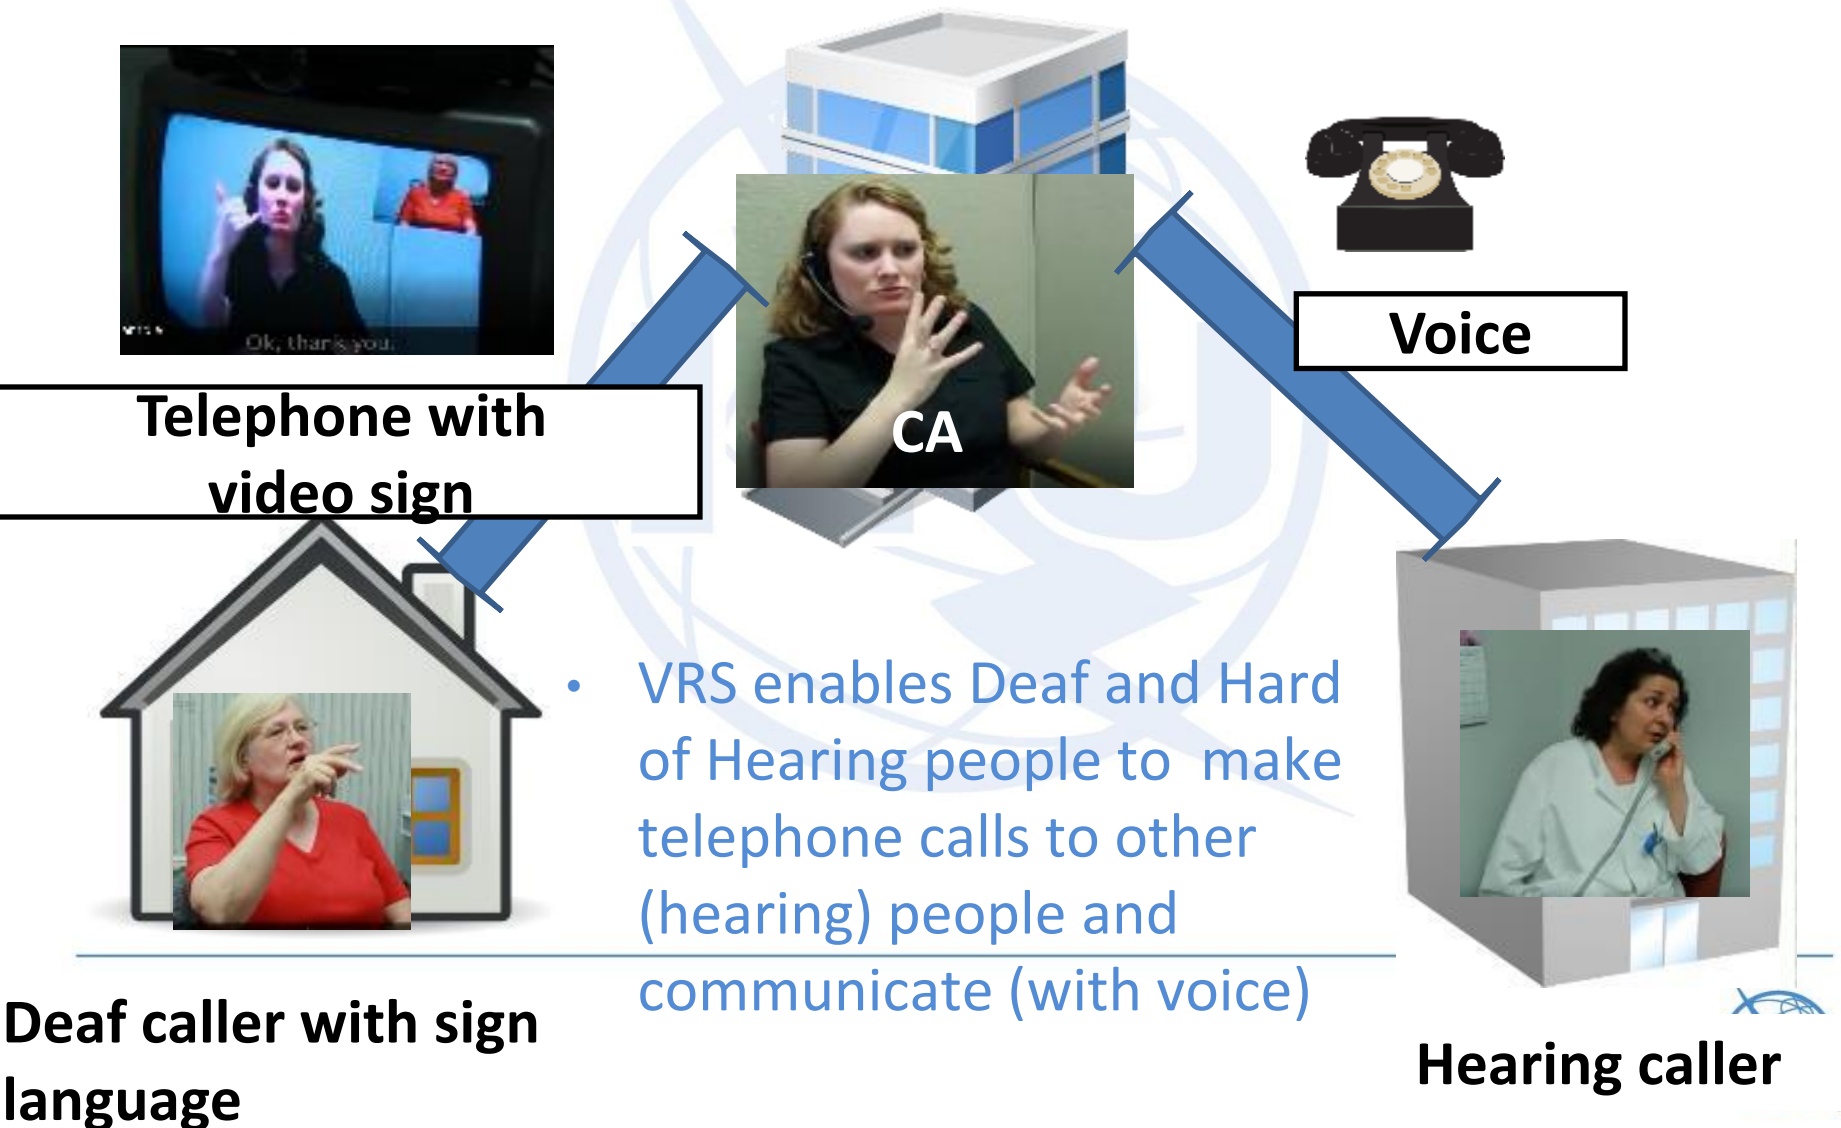 Ok, thank you.
Telephone with
video sign
CA
Voice
• VRS enables Deaf and Hard
of Hearing people to make
telephone calls to other
(hearing) people and
communicate (with voice)
Deaf caller with sign
language
Hearing caller